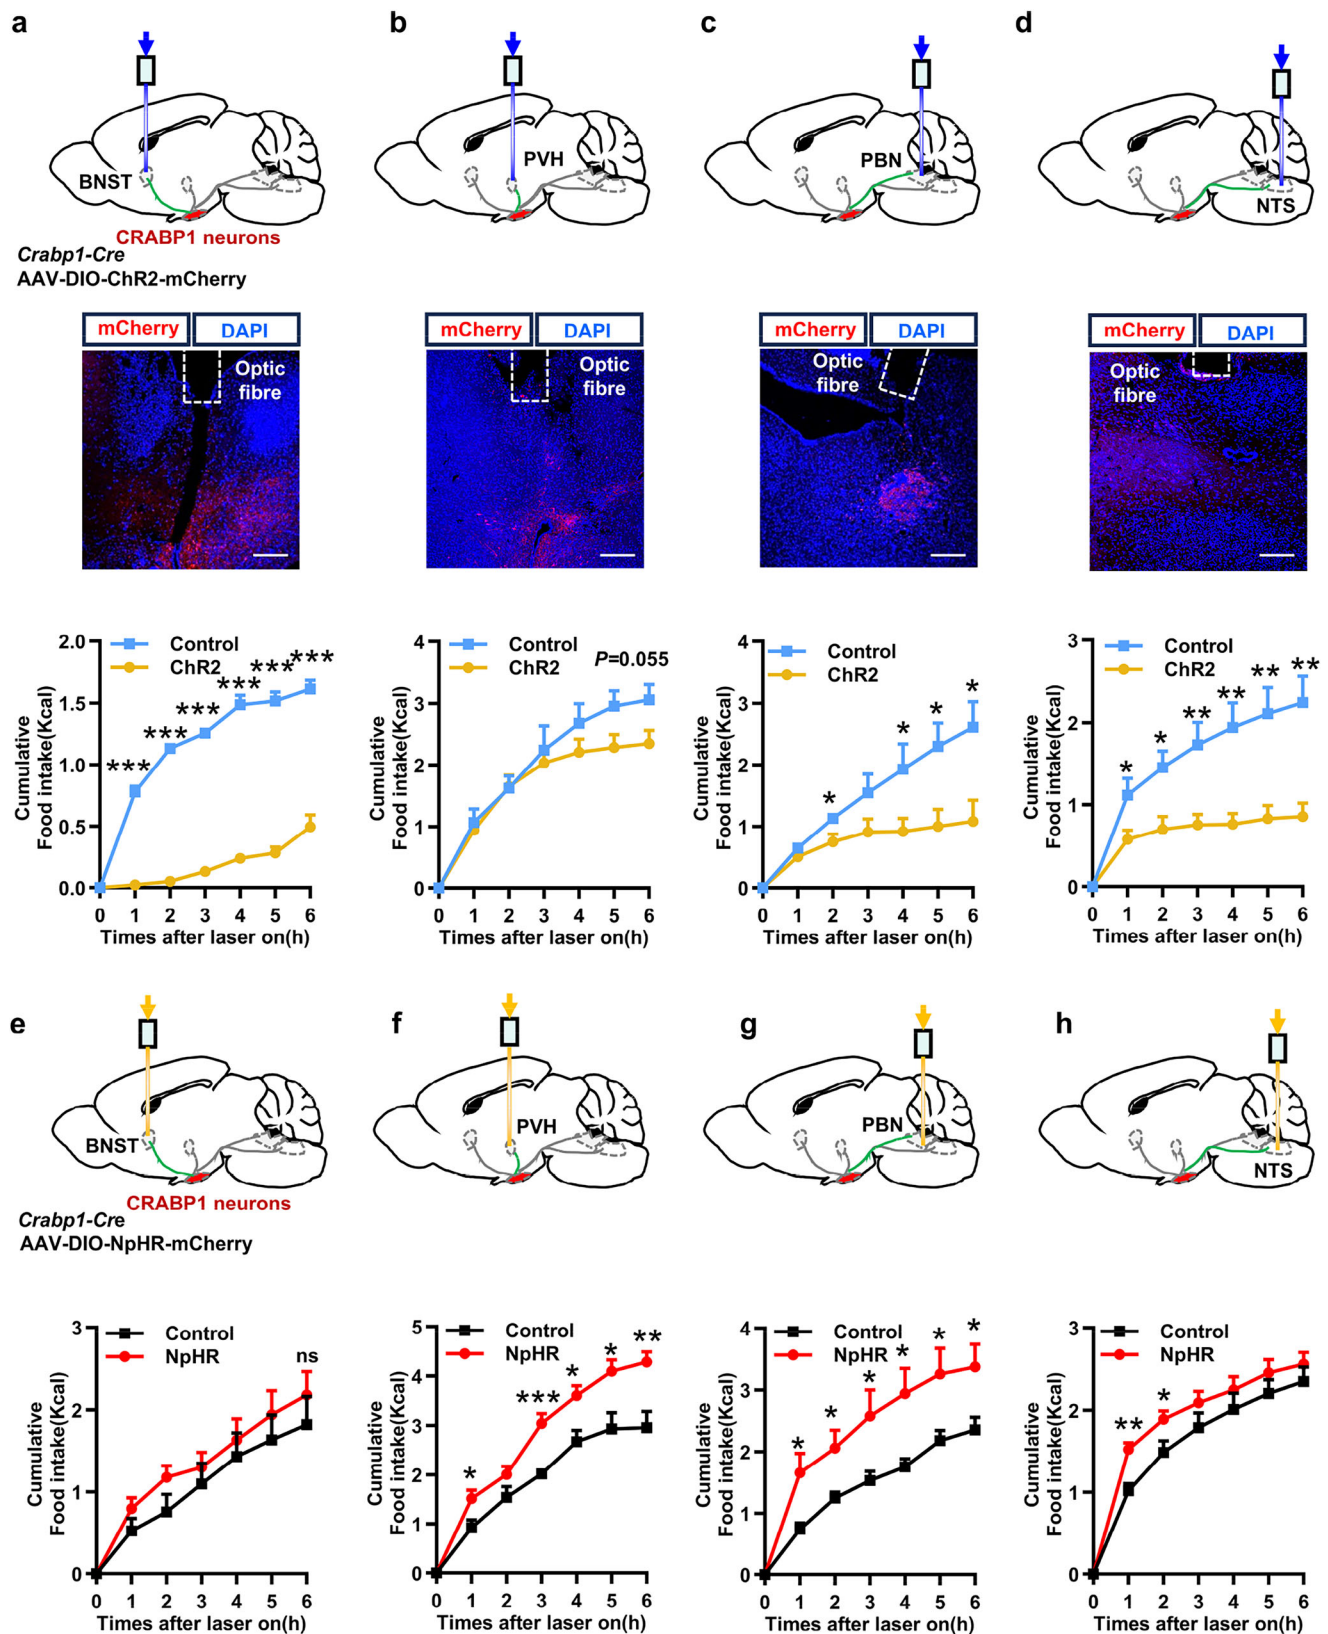 a
b
c
d
BNST
PVH
PBN
NTS
CRABP1 neurons
Crabp1-Cre
AAV-DIO-ChR2-mCherry
mCherry DAPI
Optic
fibre
mCherry DAPI
Optic
fibre
mCherry DAPI
Optic
fibre
mCherry DAPI
Optic
fibre
Cumulative
Food intake(Kcal)
2.0
1.5
1.0
0.5
0.0
Control
ChR2
*** *** *** *** *** ***
0 1 2 3 4 5 6
Times after laser on(h)
Cumulative
Food intake(Kcal)
4
3
2
1
0
Control
ChR2
P=0.055
0 1 2 3 4 5 6
Times after laser on(h)
Cumulative
Food intake(Kcal)
4
3
2
1
0
Control
ChR2
* * * *
0 1 2 3 4 5 6
Times after laser on(h)
Cumulative
Food intake(Kcal)
3
2
1
0
Control
ChR2
* * ** ** ** **
0 1 2 3 4 5 6
Times after laser on(h)
e
f
g
h
BNST
PVH
PBN
NTS
CRABP1 neurons
Crabp1-Cre
AAV-DIO-NpHR-mCherry
Cumulative
Food intake(Kcal)
3
2
1
0
Control
NpHR
ns
0 1 2 3 4 5 6
Times after laser on(h)
Cumulative
Food intake(Kcal)
5
4
3
2
1
0
Control
NpHR
* *** * * **
0 1 2 3 4 5 6
Times after laser on(h)
Cumulative
Food intake(Kcal)
4
3
2
1
0
Control
NpHR
* * * * * *
0 1 2 3 4 5 6
Times after laser on(h)
Cumulative
Food intake(Kcal)
3
2
1
0
Control
NpHR
** *
0 1 2 3 4 5 6
Times after laser on(h)